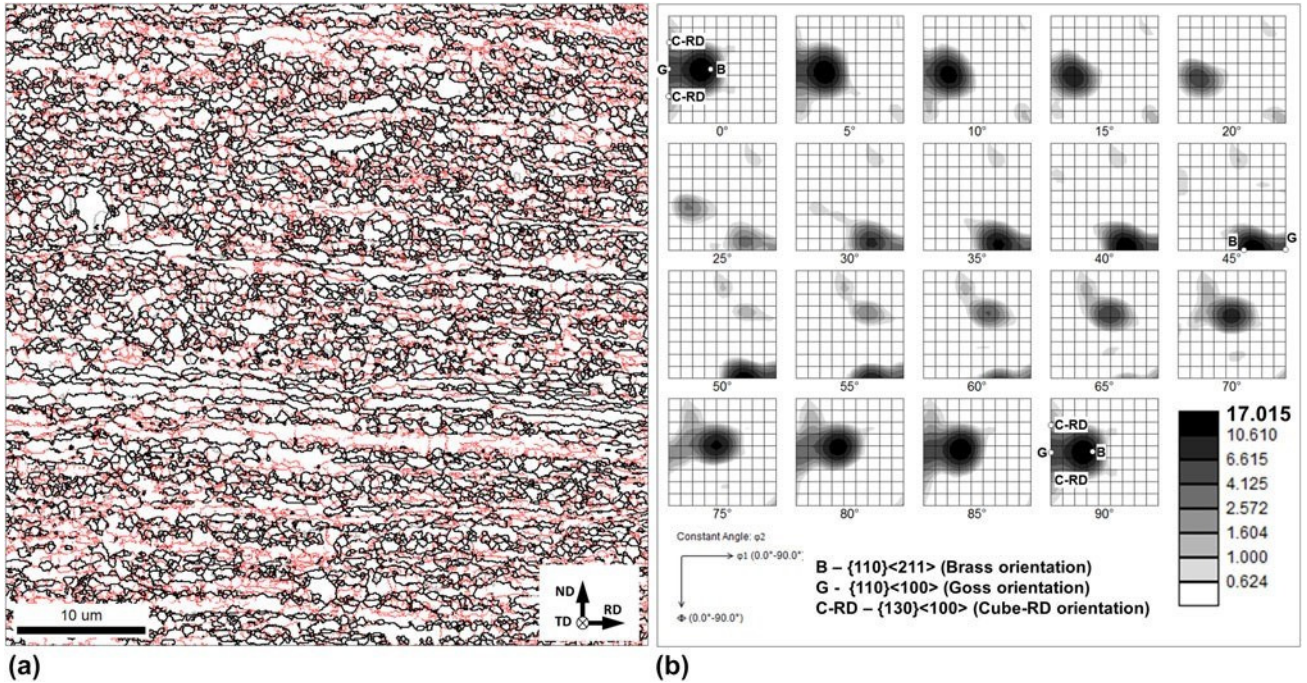 10 um
ND
RD
TD
(a)
C-RD
G
B
C-RD
0°
5°
10°
15°
20°
25°
30°
35°
40°
B
G
45°
50°
55°
60°
65°
70°
C-RD
G
B
C-RD
75°
80°
85°
90°
17.015
10.610
6.615
4.125
2.572
1.604
1.000
0.624
Constant Angle: φ2
φ1 (0.0°-90.0°)
Φ (0.0°-90.0°)
B – {110}<211> (Brass orientation)
G - {110}<100> (Goss orientation)
C-RD – {130}<100> (Cube-RD orientation)
(b)